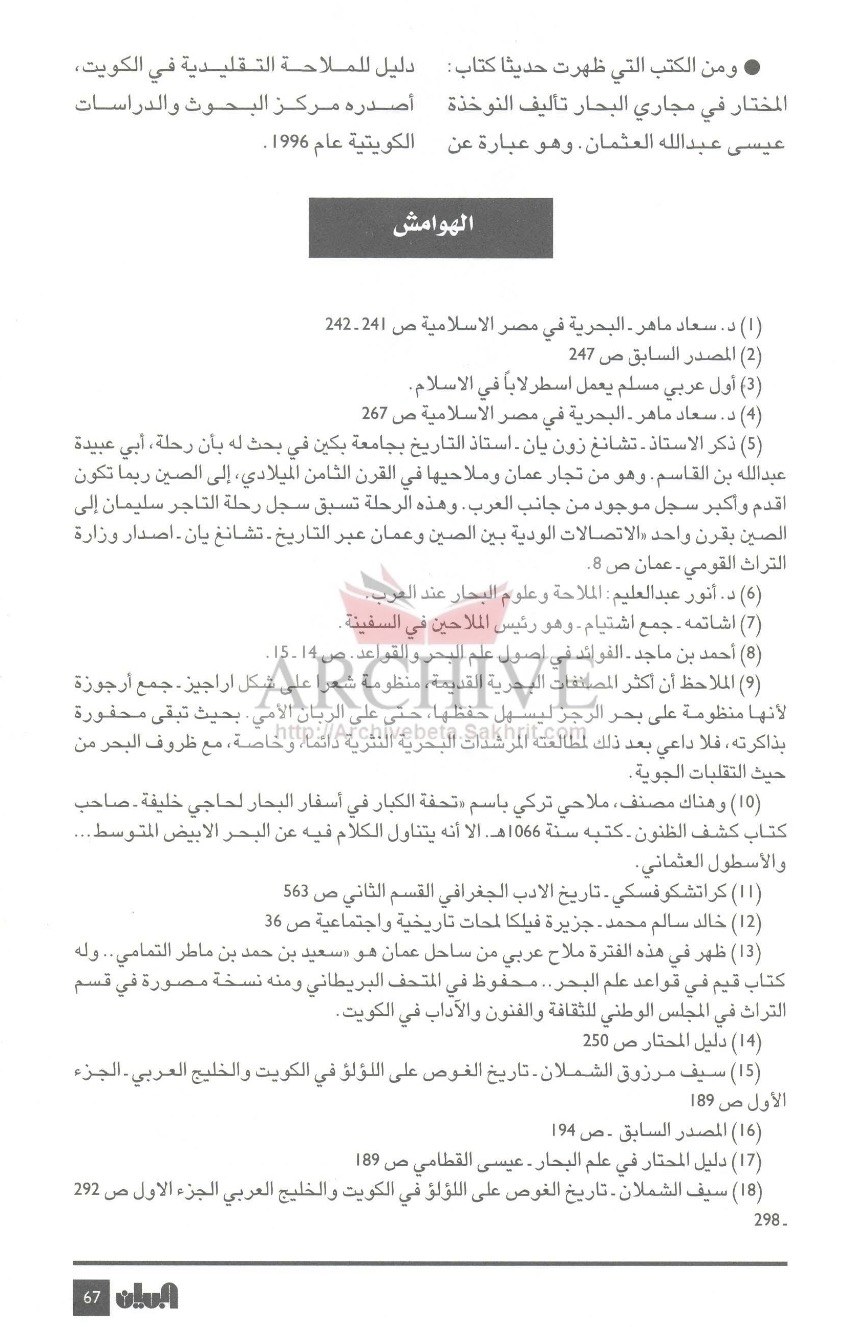 ● ومن الكتب التي ظهرت حديثا كتاب:
المختار في مجاري البحار تأليف النوخذة
عيسى عبدالله العثمان. وهو عبارة عن
دليل للملاحة التقليدية في الكويت،
أصدره مركز البحوث والدراسات
الكويتية عام 1996.
الهوامش
(1) د. سعاد ماهر ـ البحرية في مصر الاسلامية ص 241 ـ 242
(2) المصدر السابق ص 247
(3) أول عربي مسلم يعمل اسطرلاباً في الاسلام.
(4) د. سعاد ماهر ـ البحرية في مصر الاسلامية ص 267
(5) ذكر الاستاذ ـ تشانغ زون يان ـ استاذ التاريخ بجامعة بكين في بحث له بأن رحلة، أبي عبيدة
عبدالله بن القاسم. وهو من تجار عمان وملاحيها في القرن الثامن الميلادي، إلى الصين ربما تكون
اقدم وأكبر سجل موجود من جانب العرب. وهذه الرحلة تسبق سجل رحلة التاجر سليمان إلى
الصين بقرن واحد «الاتصالات الودية بين الصين وعمان عبر التاريخ ـ تشانغ يان ـ اصدار وزارة
التراث القومي ـ عمان ص 8.
(6) د. أنور عبدالعليم: الملاحة وعلوم البحار عند العرب.
(7) اشاتمه ـ جمع اشتيام ـ وهو رئيس الملاحين في السفينة.
(8) أحمد بن ماجد ـ الفوائد في اصول علم البحر والقواعد. ص 14 ـ 15.
ARCHIVE
(9) الملاحظ أن أكثر المصنفات البحرية القديمة، منظومة شعرا على شكل اراجيز ـ جمع أرجوزة
لأنها منظومة على بحر الرجز ليسهل حفظها، حتى على الربان الأمي. بحيث تبقى محفورة
http://Archivebeta.Sakhrit.com
بذاكرته، فلا داعي بعد ذلك لمطالعته المرشدات البحرية النثرية دائما، وخاصة، مع ظروف البحر من
حيث التقلبات الجوية.
(10) وهناك مصنف، ملاحي تركي باسم «تحفة الكبار في أسفار البحار لحاجي خليفة ـ صاحب
كتاب كشف الظنون ـ كتبه سنة 1066هـ. الا أنه يتناول الكلام فيه عن البحر الابيض المتوسط...
والأسطول العثماني.
(11) كراتشكوفسكي ـ تاريخ الادب الجغرافي القسم الثاني ص 563
(12) خالد سالم محمد ـ جزيرة فيلكا لمحات تاريخية واجتماعية ص 36
(13) ظهر في هذه الفترة ملاح عربي من ساحل عمان هو «سعيد بن حمد بن ماطر التمامي.. وله
كتاب قيم في قواعد علم البحر.. محفوظ في المتحف البريطاني ومنه نسخة مصورة في قسم
التراث في المجلس الوطني للثقافة والفنون والآداب في الكويت.
(14) دليل المحتار ص 250
(15) سيف مرزوق الشملان ـ تاريخ الغوص على اللؤلؤ في الكويت والخليج العربي ـ الجزء
الأول ص 189
(16) المصدر السابق ـ ص 194
(17) دليل المحتار في علم البحار ـ عيسى القطامي ص 189
(18) سيف الشملان ـ تاريخ الغوص على اللؤلؤ في الكويت والخليج العربي الجزء الاول ص 292
ـ 298
البيان 67